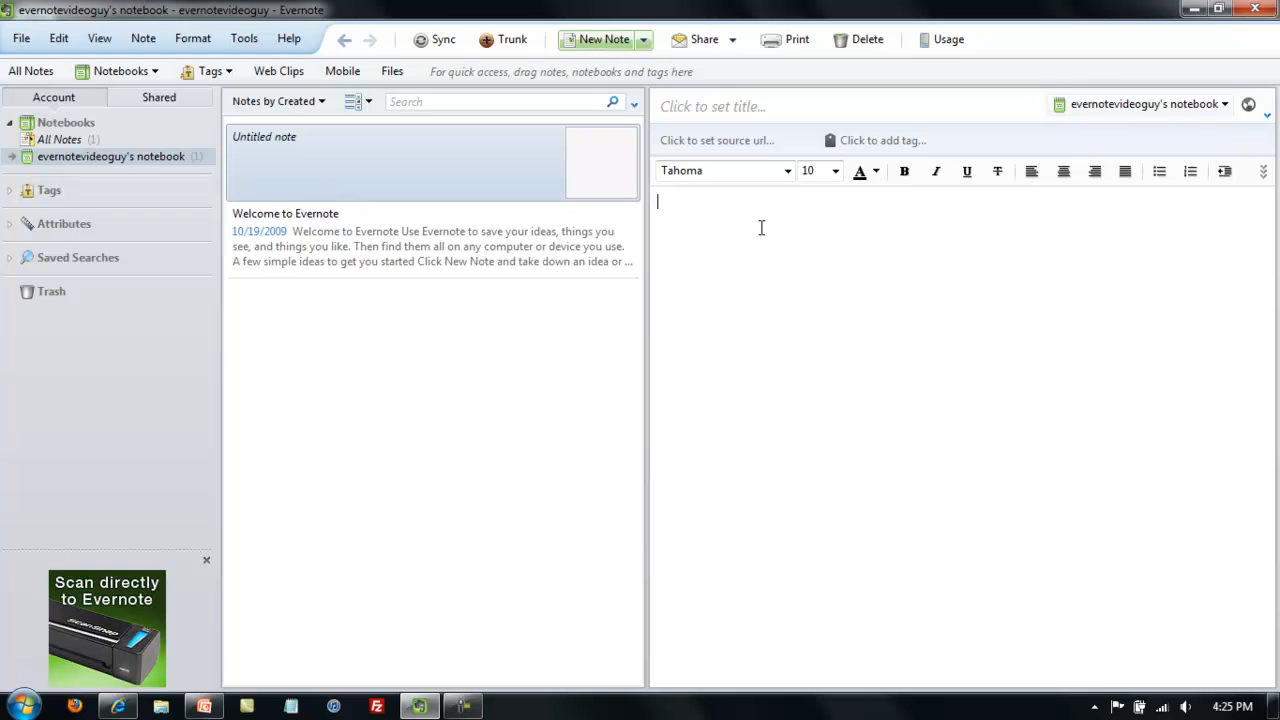 evernotevideoguy's notebook - evernotevideoguy - Evernote
File Edit View Note Format Tools Help
Sync Trunk New Note Share Print Delete Usage
All Notes Notebooks Tags Web Clips Mobile Files For quick access, drag notes, notebooks and tags here
Account Shared
Notebooks
All Notes (1)
evernotevideoguy's notebook (1)
Tags
Attributes
Saved Searches
Trash
Scan directly
to Evernote
ScanSnap
Notes by Created Search
Untitled note
Welcome to Evernote
10/19/2009 Welcome to Evernote Use Evernote to save your ideas, things you
see, and things you like. Then find them all on any computer or device you use.
A few simple ideas to get you started Click New Note and take down an idea or ...
Click to set title... evernotevideoguy's notebook
Click to set source url... Click to add tag...
Tahoma 10 A B I U T
4:25 PM